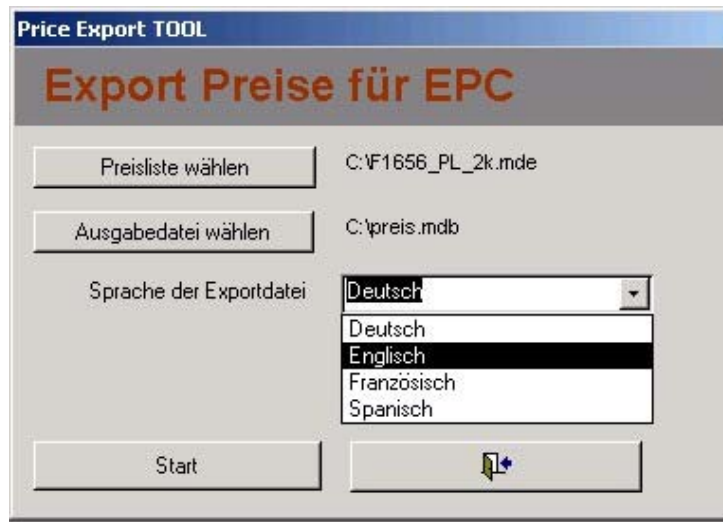 Price Export TOOL
Export Preise für EPC
Preisliste wählen C:\F1656_PL_2k.mde
Ausgabedatei wählen C:\preis.mdb
Sprache der Exportdatei Deutsch
Deutsch
Englisch
Französisch
Spanisch
Start